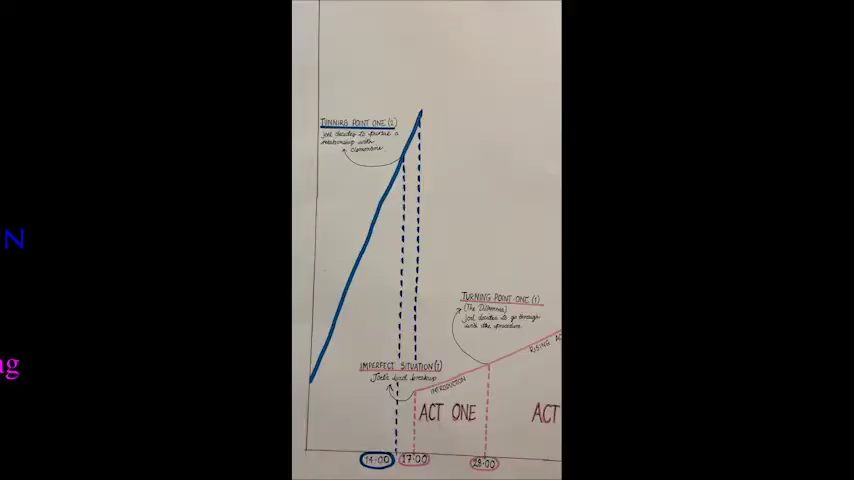 TURNING POINT ONE (2)
Joel decides to pursue a
relationship with
Clementine
N
TURNING POINT ONE (1)
(The Dilemma)
Joel decides to go through
with the procedure
ng
RISING AC
IMPERFECT SITUATION (1)
Joel's bad breakup
INTRODUCTION
ACT ONE
ACT
14:00
17:00
28:00